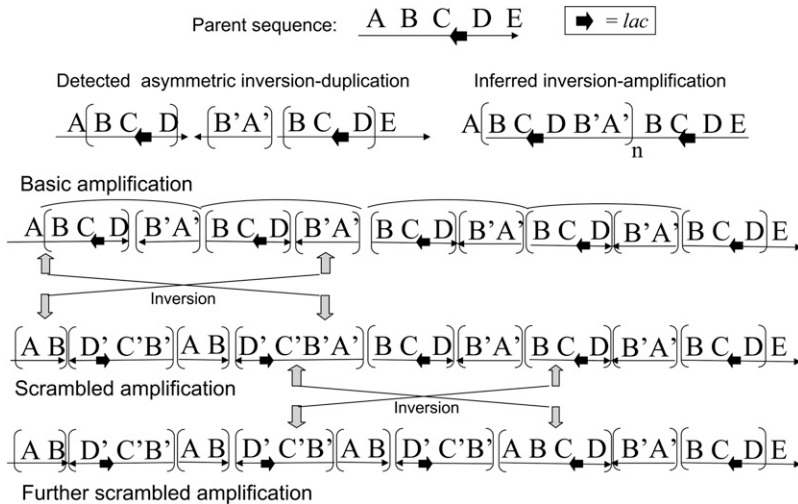 Parent sequence: A B C D E = lac
Detected asymmetric inversion-duplication Inferred inversion-amplification
A(B C D) (B’A’) (B C D)E A(B C D B’A’)n B C D E
Basic amplification
A(B C D)(B’A’)(B C D)(B’A’)(B C D)(B’A’)(B C D)(B’A’)(B C D)E
Inversion
(A B)(D’ C’B’)(A B)(D’ C’B’A’)(B C D)(B’A’)(B C D)(B’A’)(B C D)E
Scrambled amplification
Inversion
(A B)(D’ C’B’)(A B)(D’ C’B’)(A B)(D’ C’B’)(A B C D)(B’A’)(B C D)E
Further scrambled amplification